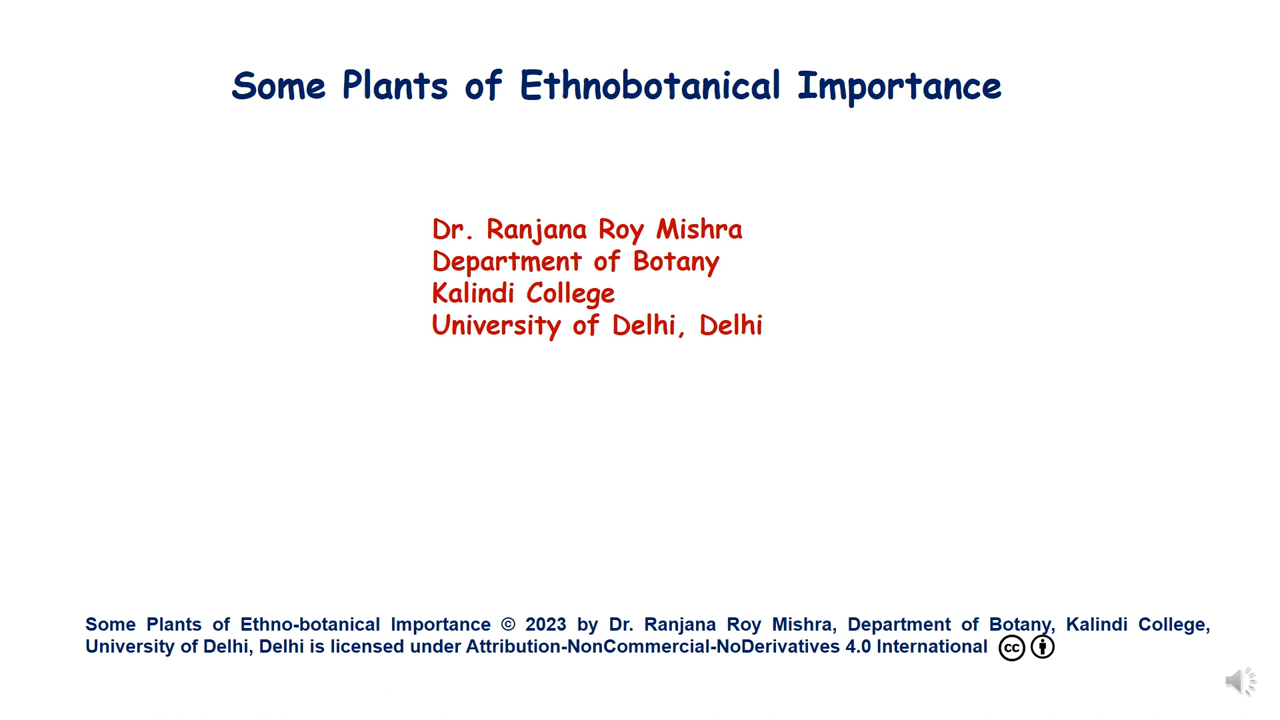 Some Plants of Ethnobotanical Importance
Dr. Ranjana Roy Mishra
Department of Botany
Kalindi College
University of Delhi, Delhi
Some Plants of Ethno-botanical Importance © 2023 by Dr. Ranjana Roy Mishra, Department of Botany, Kalindi College,
University of Delhi, Delhi is licensed under Attribution-NonCommercial-NoDerivatives 4.0 International cc